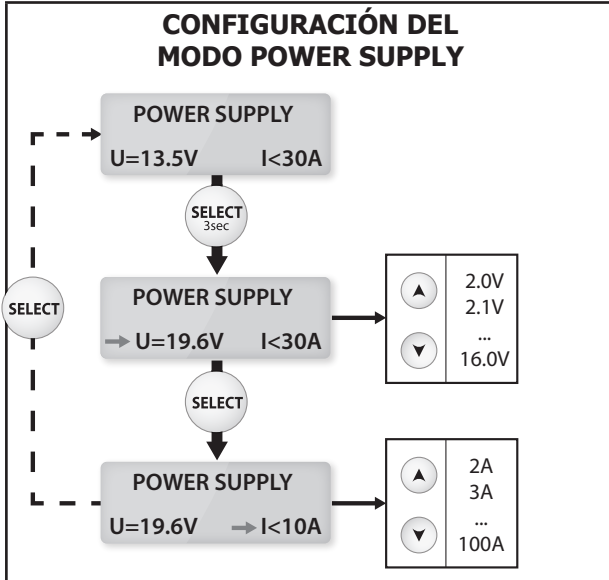 CONFIGURACIÓN DEL
MODO POWER SUPPLY
POWER SUPPLY
U=13.5V I<30A
SELECT
3sec
POWER SUPPLY
U=19.6V I<30A
2.0V
2.1V
...
16.0V
SELECT
SELECT
POWER SUPPLY
U=19.6V I<10A
2A
3A
...
100A